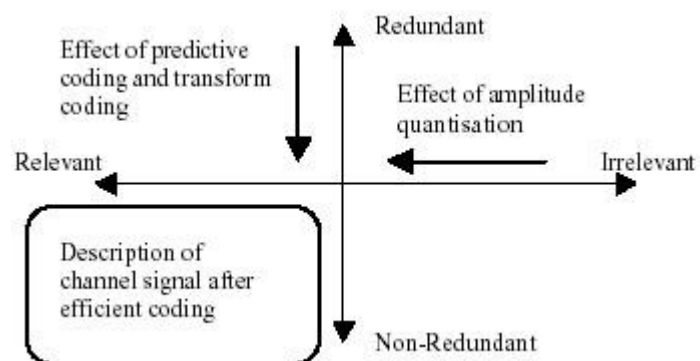 Redundant
Effect of predictive
coding and transform
coding
Effect of amplitude
quantisation
Relevant
Irrelevant
Description of
channel signal after
efficient coding
Non-Redundant